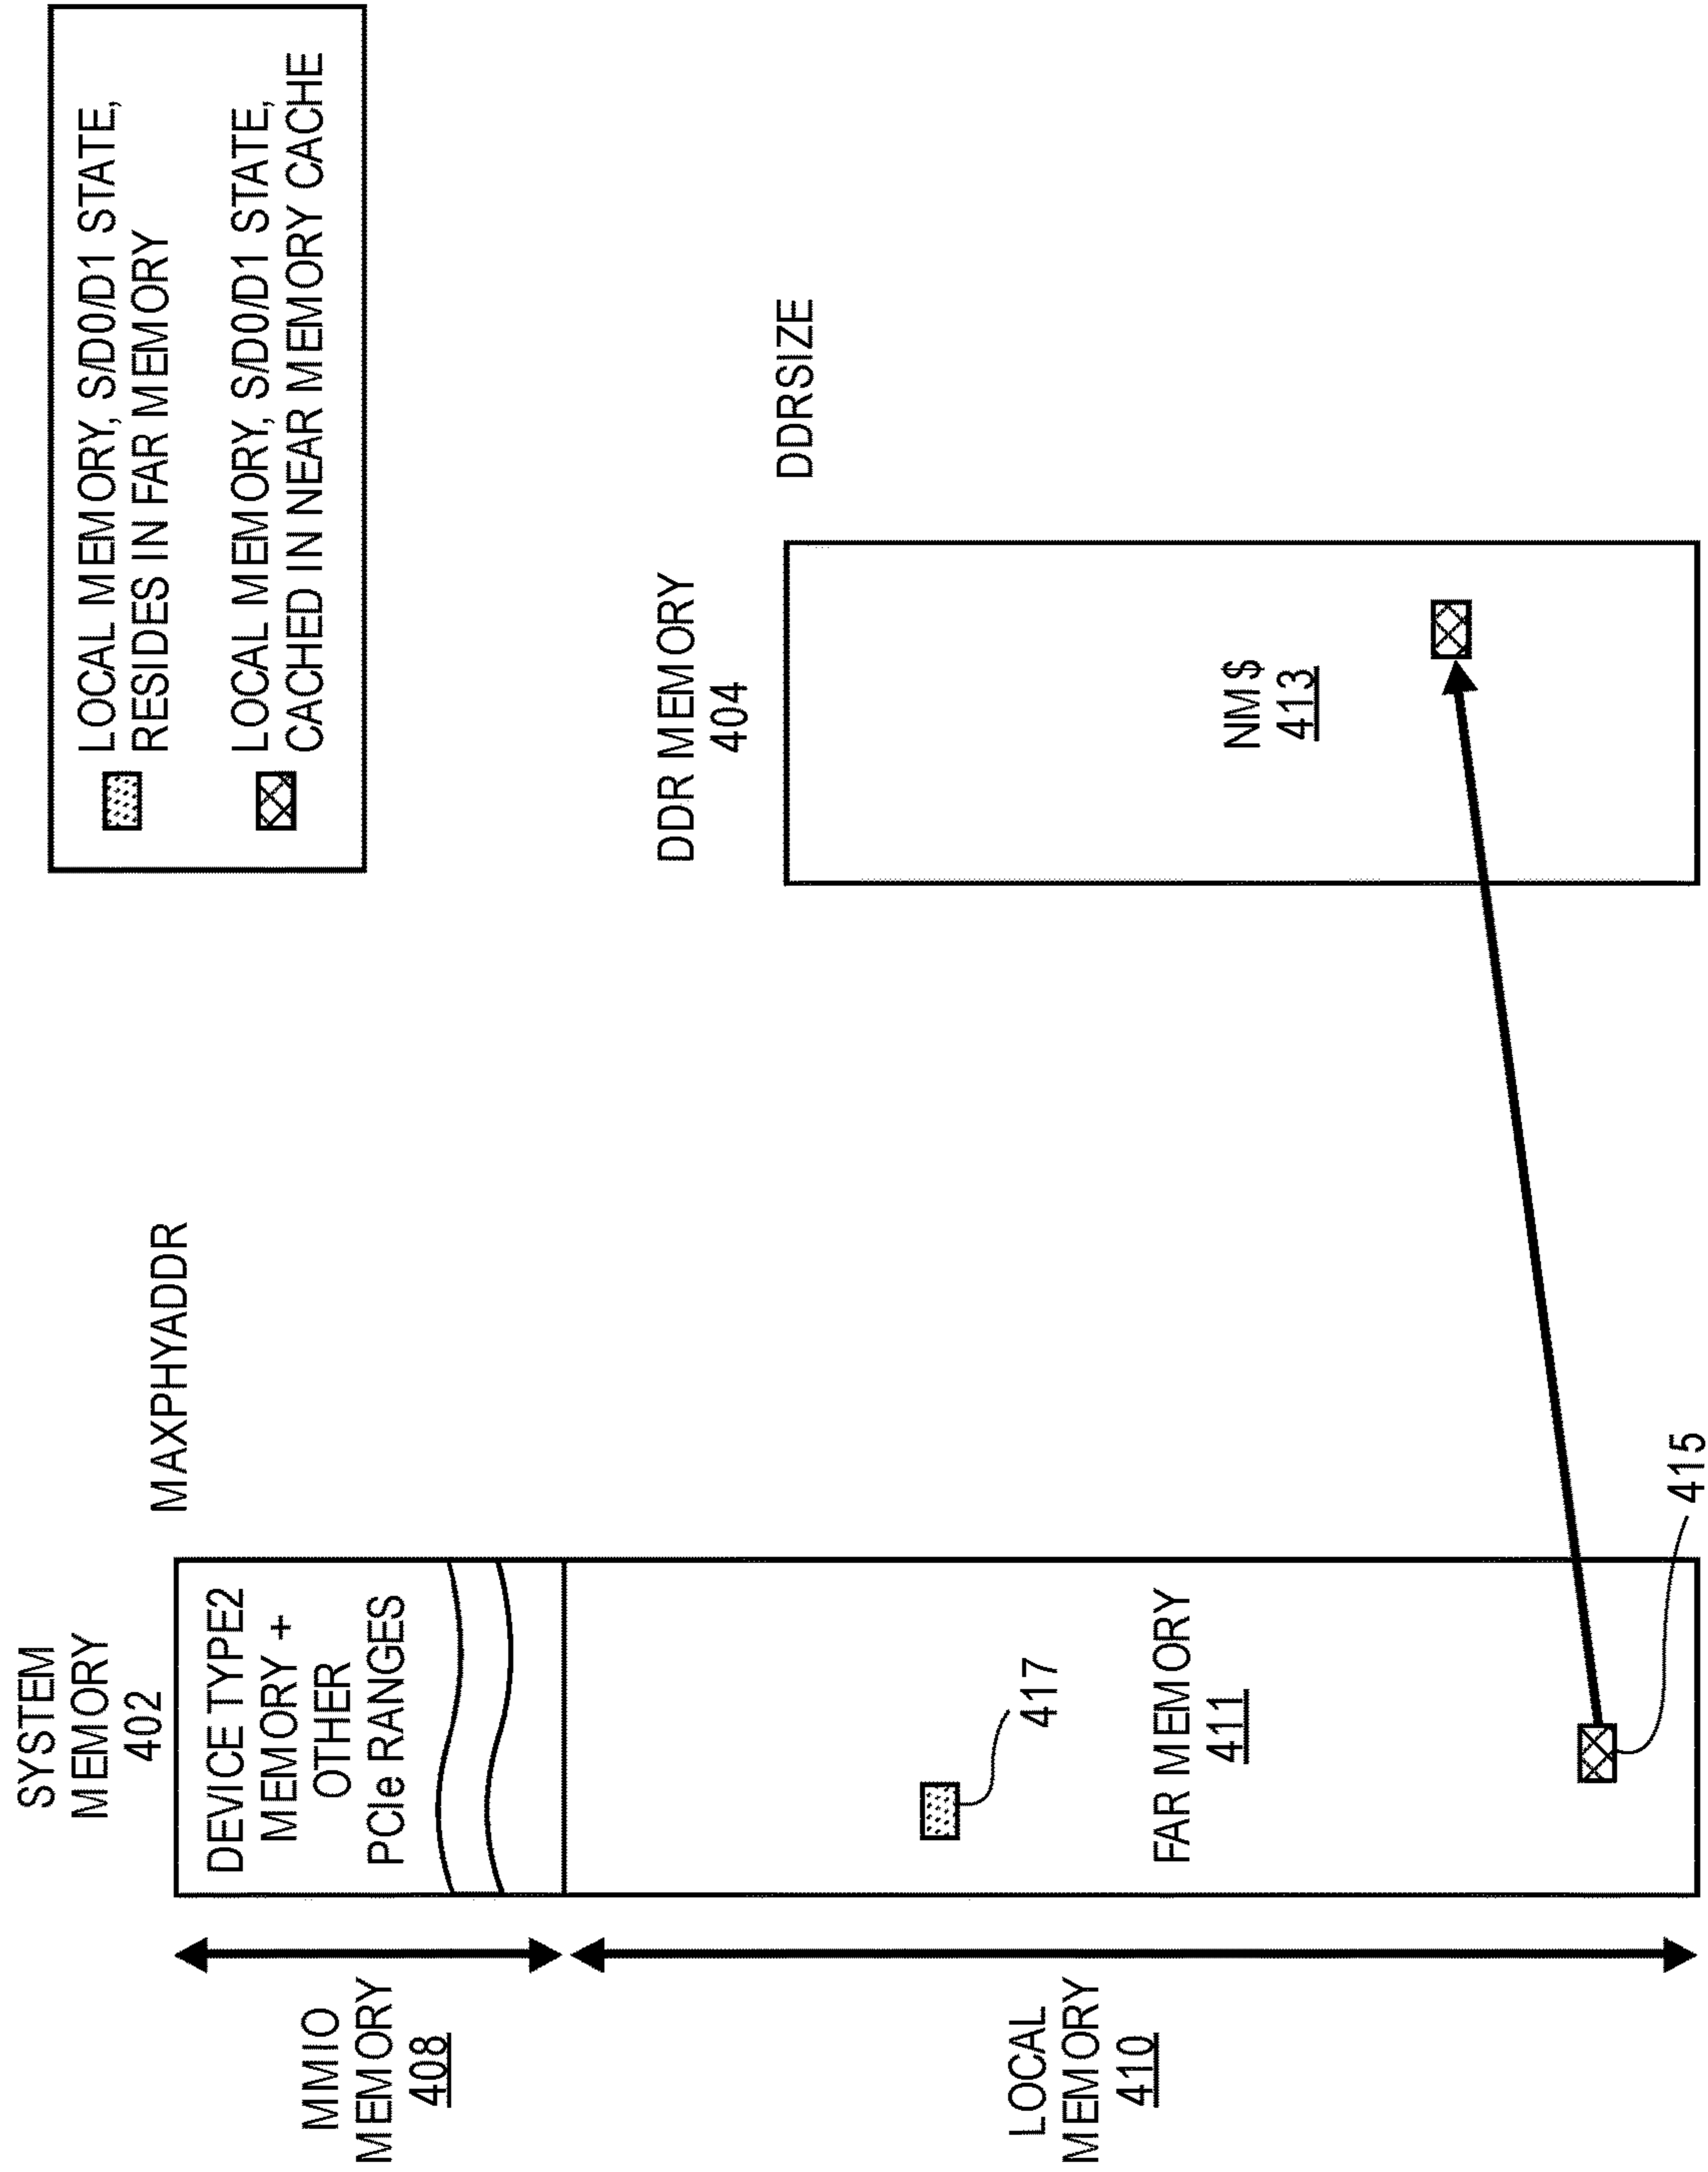 LOCAL MEMORY, S/D0/D1 STATE,
RESIDES IN FAR MEMORY
LOCAL MEMORY, S/D0/D1 STATE,
CACHED IN NEAR MEMORY CACHE
SYSTEM
MEMORY
402
MAXPHYADDR
MMIO
MEMORY
408
DEVICE TYPE2
MEMORY +
OTHER
PCIe RANGES
DDR MEMORY
404
DDRSIZE
LOCAL
MEMORY
410
417
FAR MEMORY
411
NM$
413
415